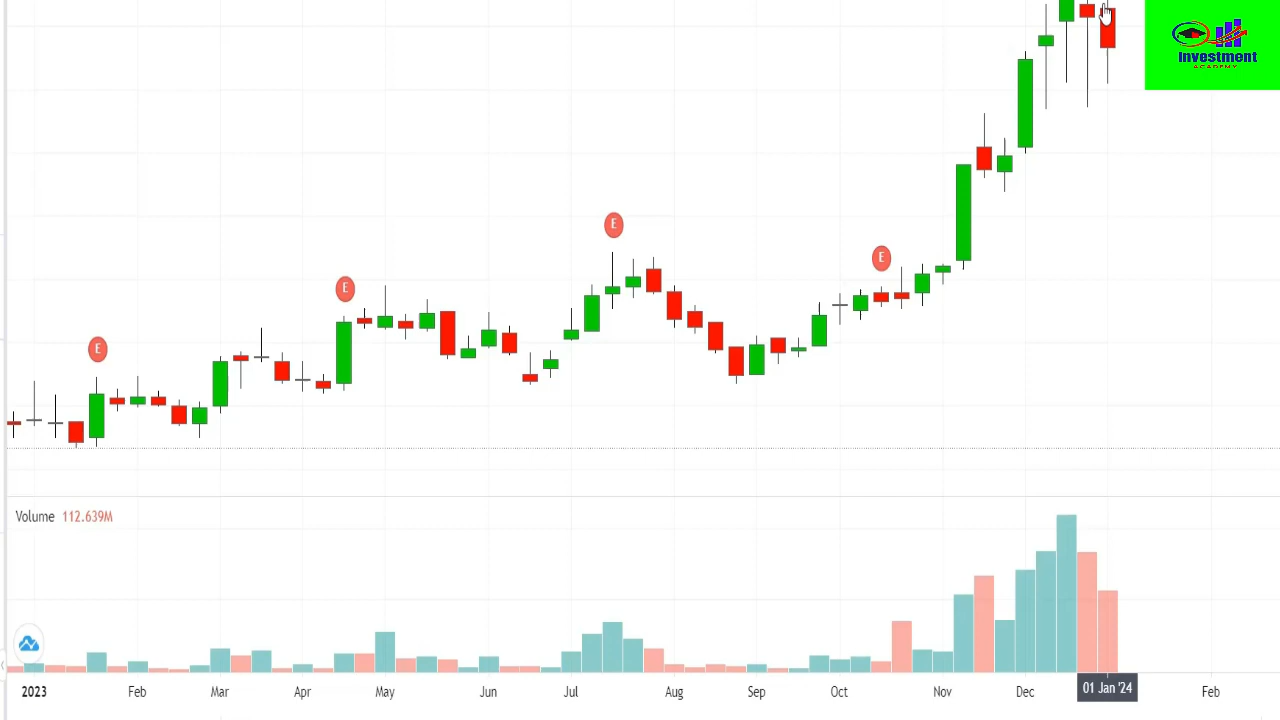 Investment
ACADEMY
E
E
E
E
Volume 112.639M
2023 Feb Mar Apr May Jun Jul Aug Sep Oct Nov Dec 01 Jan '24 Feb